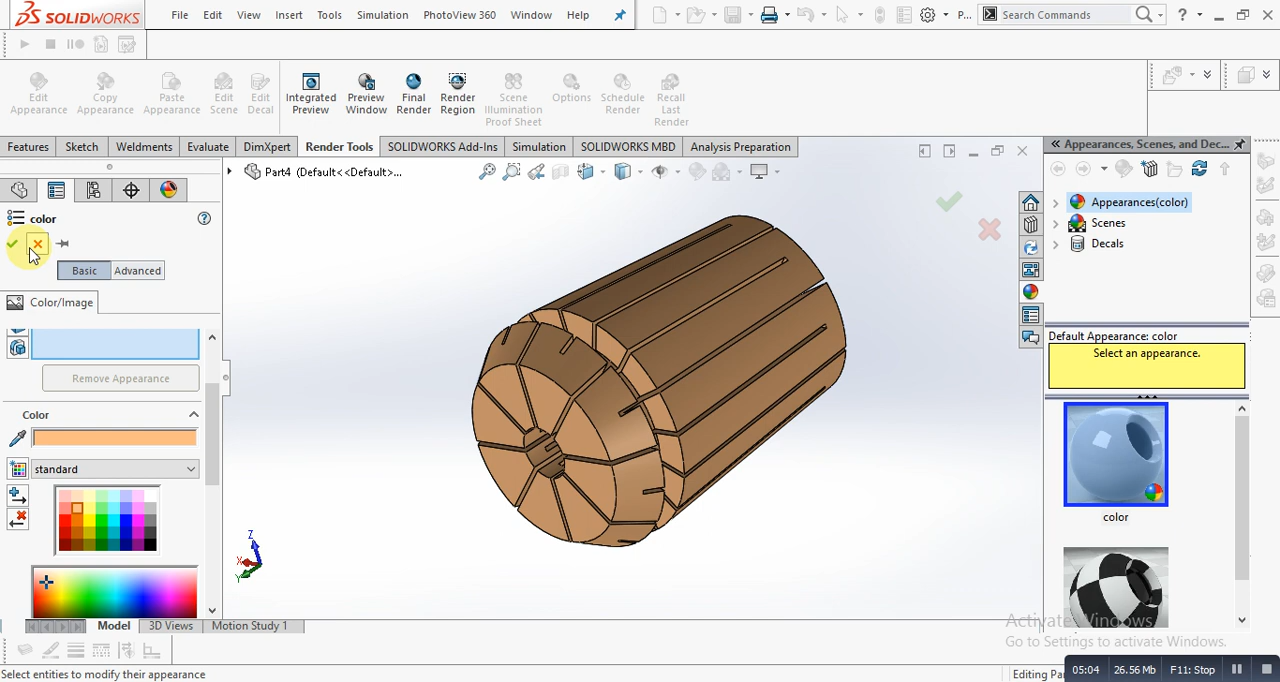 SOLIDWORKS File Edit View Insert Tools Simulation PhotoView 360 Window Help P... Search Commands ?
Edit Appearance Copy Appearance Paste Appearance Edit Scene Edit Decal Integrated Preview Preview Window Final Render Render Region Scene Illumination Proof Sheet Options Schedule Render Recall Last Render
Features Sketch Weldments Evaluate DimXpert Render Tools SOLIDWORKS Add-Ins Simulation SOLIDWORKS MBD Analysis Preparation
Part4 (Default<<Default>...
color ?
Basic Advanced
Color/Image
Remove Appearance
Color
standard
Z
X
Y
Model 3D Views Motion Study 1
Select entities to modify their appearance
Appearances, Scenes, and Dec...
Appearances(color)
Scenes
Decals
Default Appearance: color
Select an appearance.
color
Activate Windows
Go to Settings to activate Windows.
Editing Pa
05:04 26.56 Mb F11: Stop